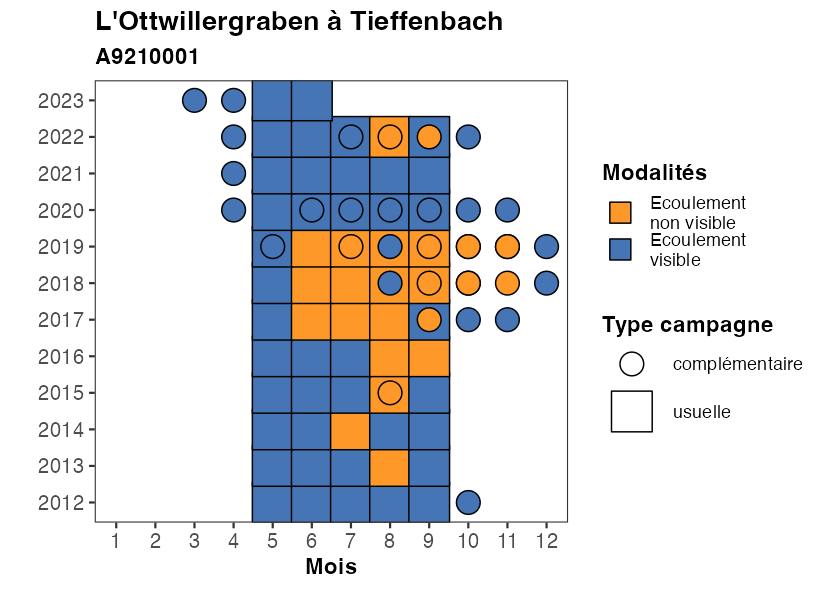 L'Ottwillergraben à Tieffenbach
A9210001
2023
2022
2021
2020
2019
2018
2017
2016
2015
2014
2013
2012
1 2 3 4 5 6 7 8 9 10 11 12
Mois
Modalités
Ecoulement
non visible
Ecoulement
visible
Type campagne
complémentaire
usuelle